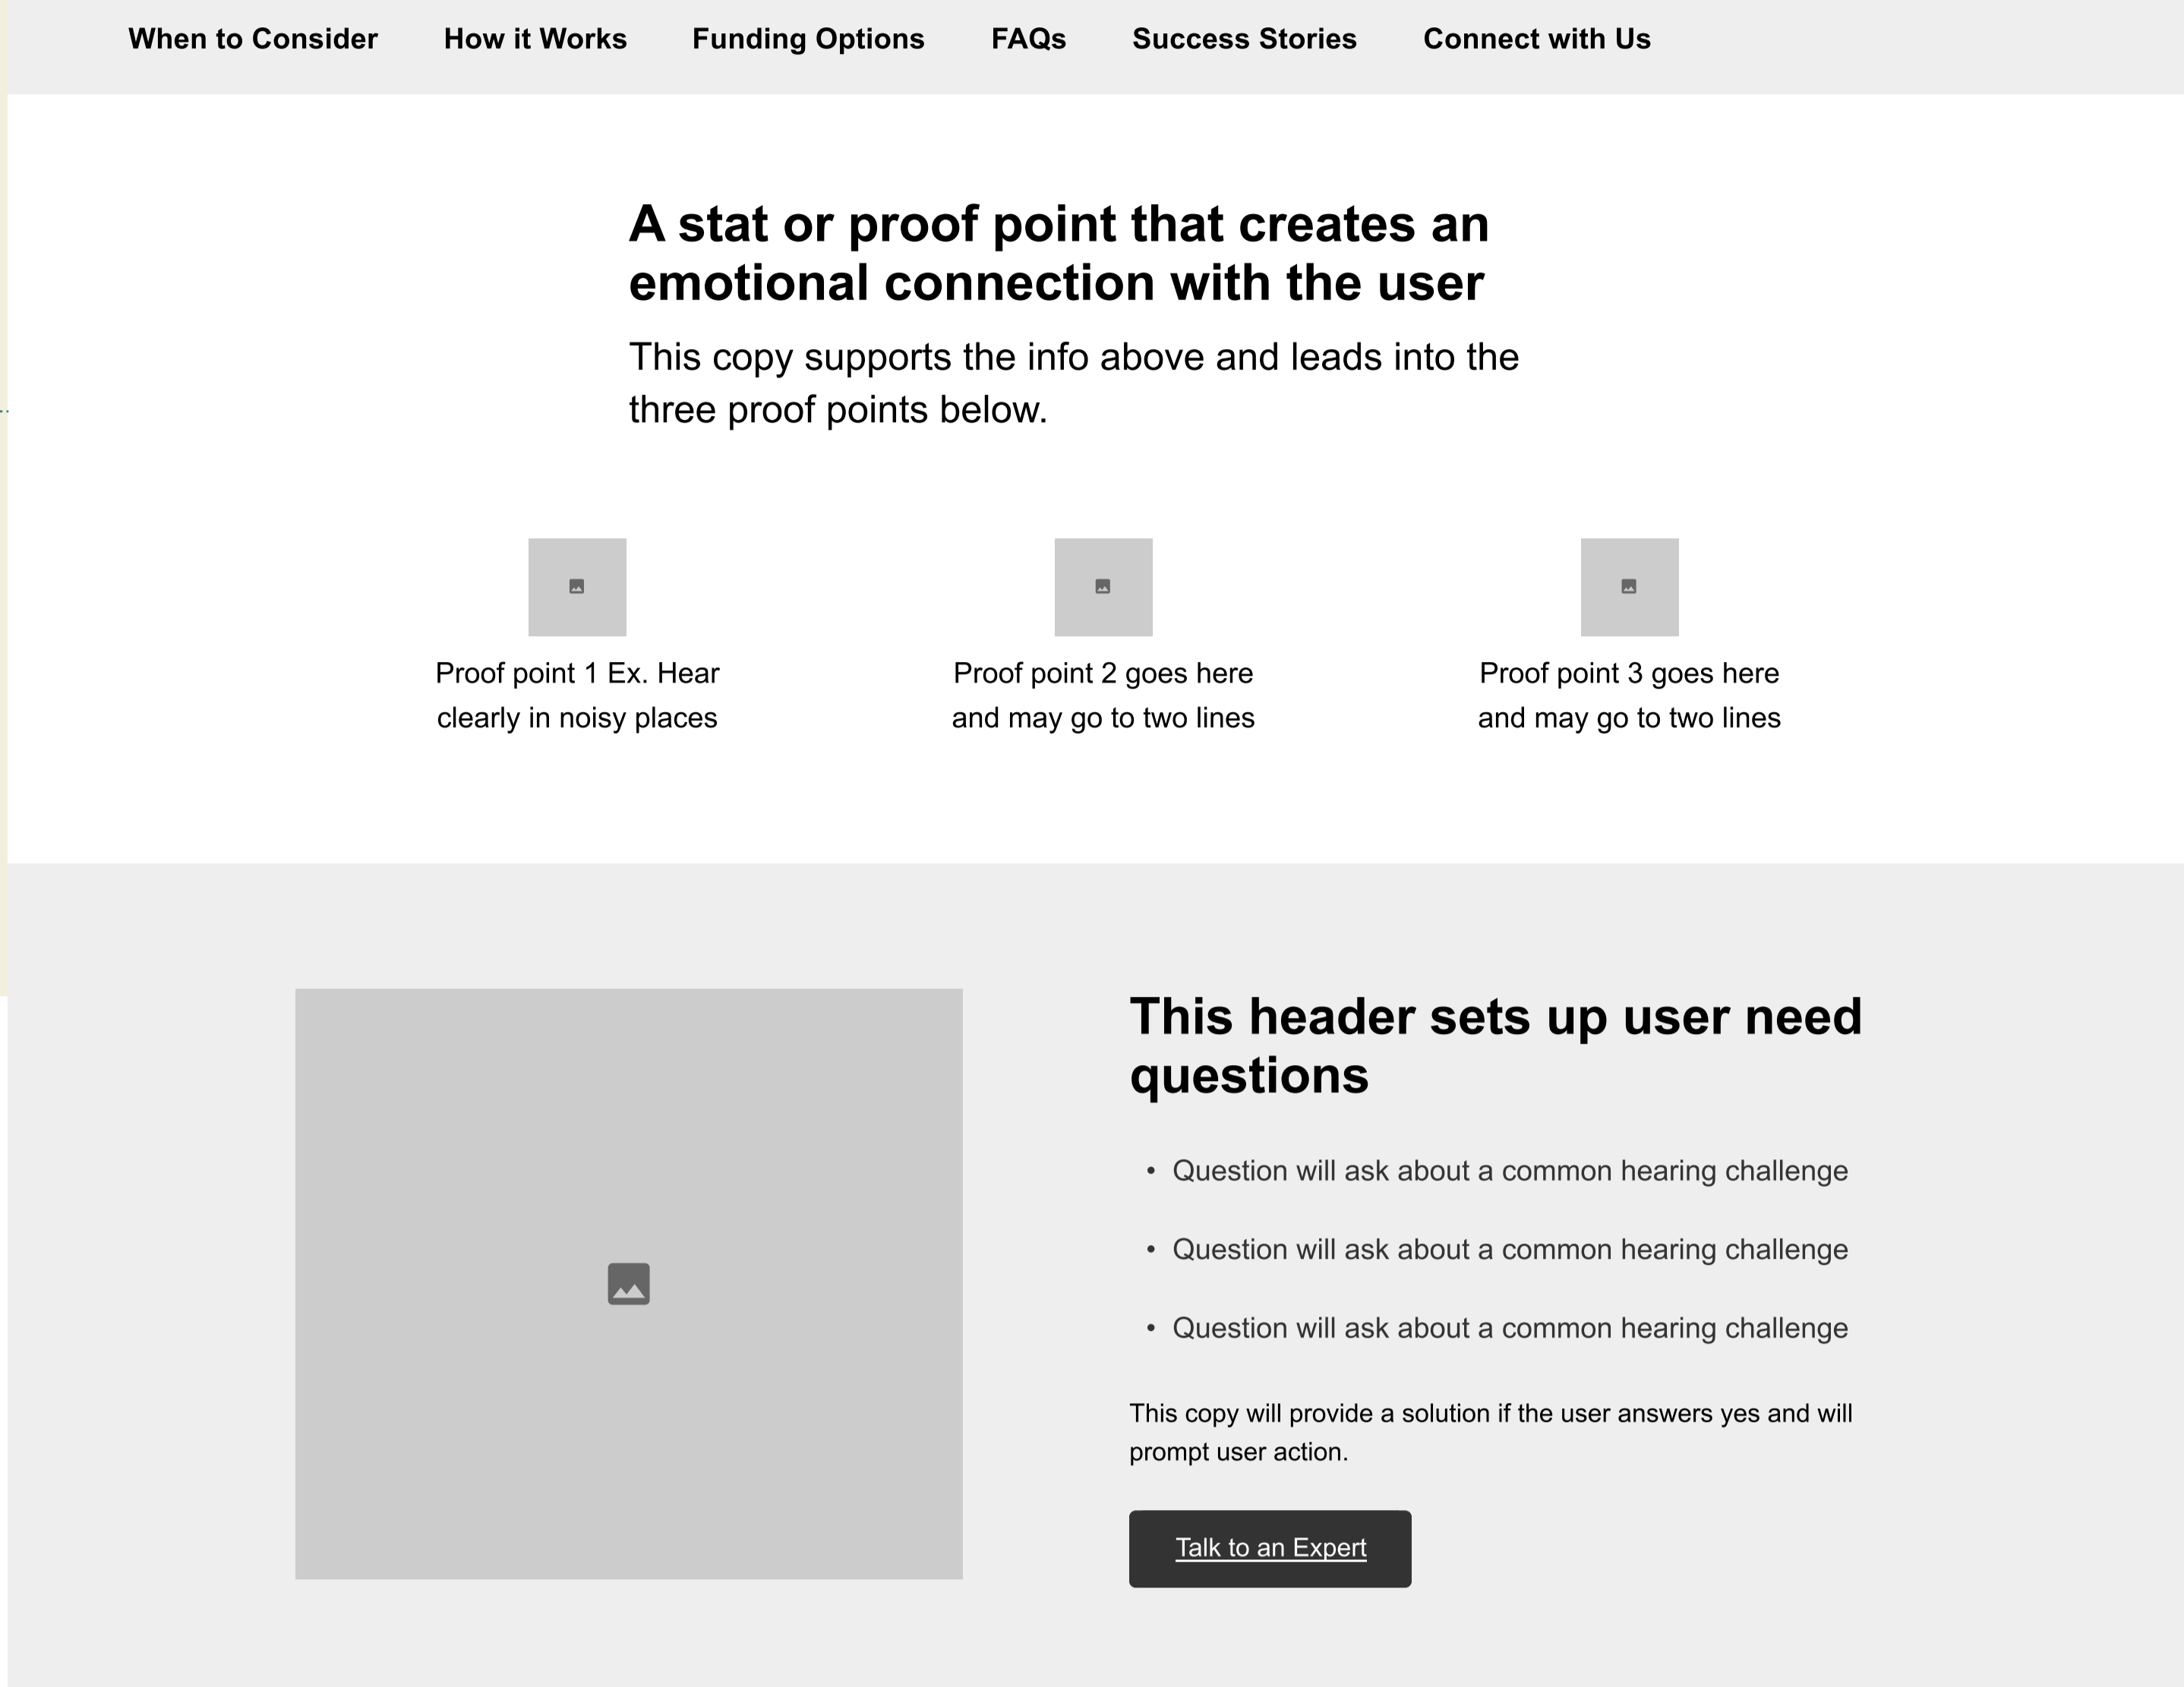 When to Consider How it Works Funding Options FAQs Success Stories Connect with Us
A stat or proof point that creates an
emotional connection with the user
This copy supports the info above and leads into the
three proof points below.
Proof point 1 Ex. Hear
clearly in noisy places
Proof point 2 goes here
and may go to two lines
Proof point 3 goes here
and may go to two lines
This header sets up user need
questions
• Question will ask about a common hearing challenge
• Question will ask about a common hearing challenge
• Question will ask about a common hearing challenge
This copy will provide a solution if the user answers yes and will
prompt user action.
Talk to an Expert